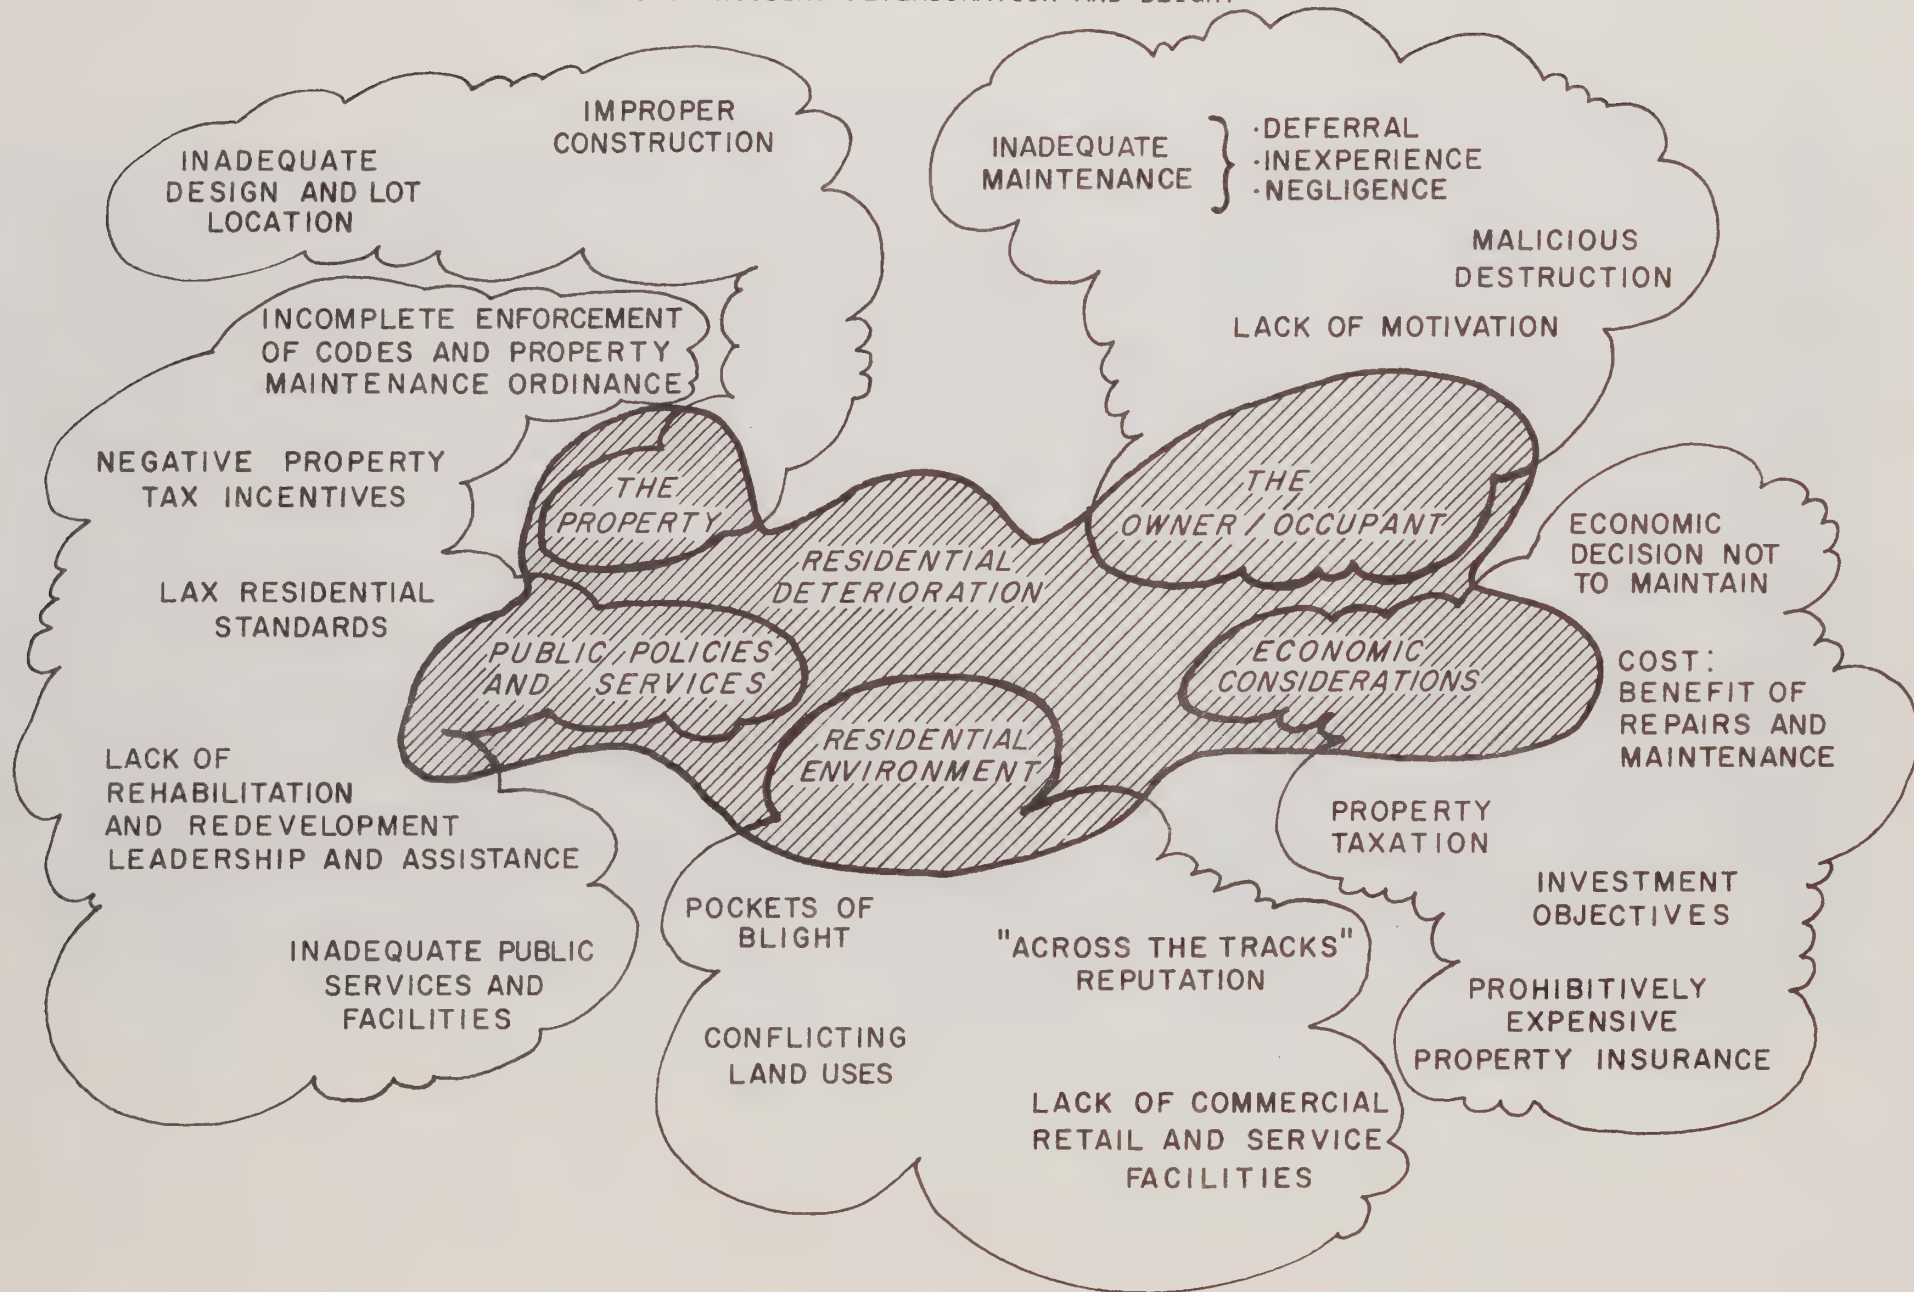 DETERIORATION AND BLIGHT
IMPROPER
CONSTRUCTION
INADEQUATE
DESIGN AND LOT
LOCATION
INADEQUATE
MAINTENANCE
·DEFERRAL
·INEXPERIENCE
·NEGLIGENCE
MALICIOUS
DESTRUCTION
LACK OF MOTIVATION
INCOMPLETE ENFORCEMENT
OF CODES AND PROPERTY
MAINTENANCE ORDINANCE
NEGATIVE PROPERTY
TAX INCENTIVES
LAX RESIDENTIAL
STANDARDS
THE
PROPERTY
RESIDENTIAL
DETERIORATION
THE
OWNER / OCCUPANT
ECONOMIC
DECISION NOT
TO MAINTAIN
PUBLIC POLICIES
AND SERVICES
ECONOMIC
CONSIDERATIONS
COST:
BENEFIT OF
REPAIRS AND
MAINTENANCE
RESIDENTIAL
ENVIRONMENT
LACK OF
REHABILITATION
AND REDEVELOPMENT
LEADERSHIP AND ASSISTANCE
PROPERTY
TAXATION
INVESTMENT
OBJECTIVES
INADEQUATE PUBLIC
SERVICES AND
FACILITIES
POCKETS OF
BLIGHT
"ACROSS THE TRACKS"
REPUTATION
PROHIBITIVELY
EXPENSIVE
PROPERTY INSURANCE
CONFLICTING
LAND USES
LACK OF COMMERCIAL
RETAIL AND SERVICE
FACILITIES